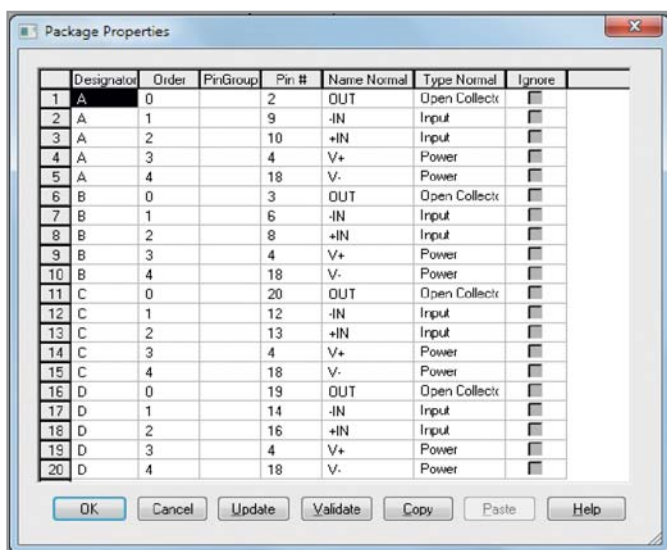 Package Properties
Designator Order PinGroup Pin # Name Normal Type Normal Ignore
1 A 0 2 OUT Open Collecto
2 A 1 9 -IN Input
3 A 2 10 +IN Input
4 A 3 4 V+ Power
5 A 4 18 V- Power
6 B 0 3 OUT Open Collecto
7 B 1 6 -IN Input
8 B 2 8 +IN Input
9 B 3 4 V+ Power
10 B 4 18 V- Power
11 C 0 20 OUT Open Collecto
12 C 1 12 -IN Input
13 C 2 13 +IN Input
14 C 3 4 V+ Power
15 C 4 18 V- Power
16 D 0 19 OUT Open Collecto
17 D 1 14 -IN Input
18 D 2 16 +IN Input
19 D 3 4 V+ Power
20 D 4 18 V- Power
OK Cancel Update Validate Copy Paste Help